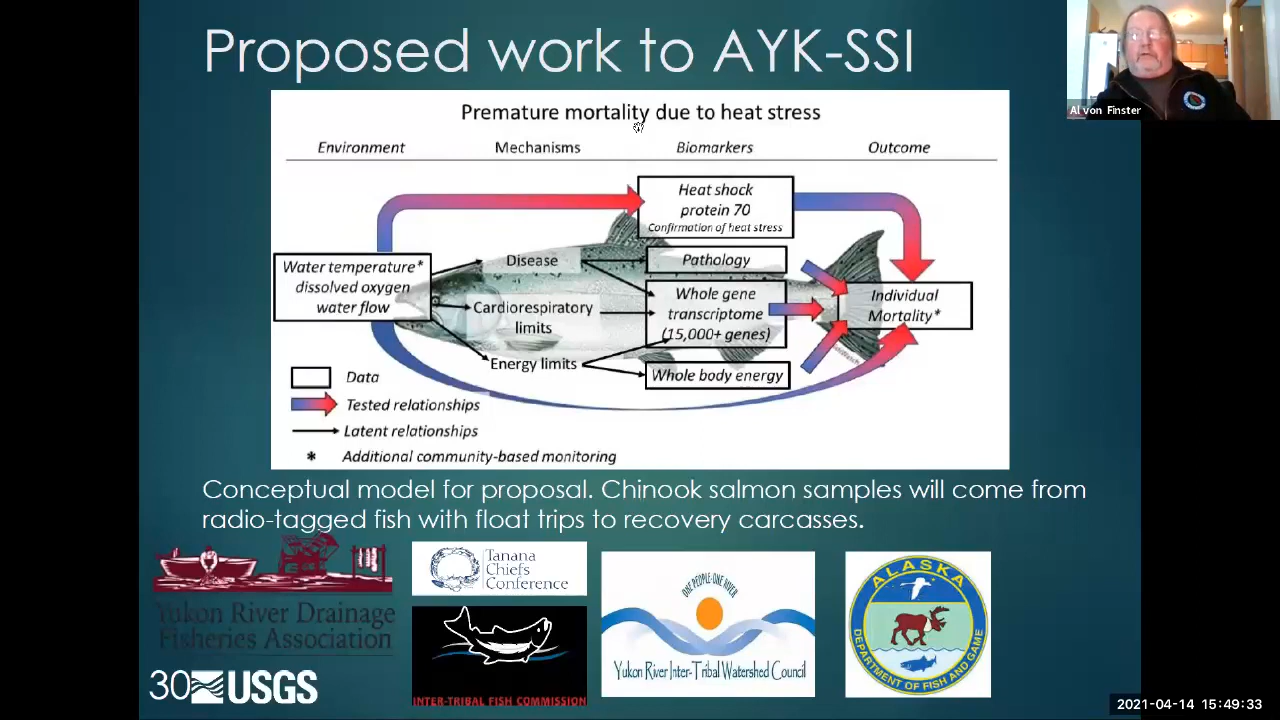 Proposed work to AYK-SSI
Al von Finster
Premature mortality due to heat stress
Environment
Mechanisms
Biomarkers
Outcome
Heat shock
protein 70
Confirmation of heat stress
Water temperature*
dissolved oxygen
water flow
Disease
Cardiorespiratory
limits
Energy limits
Pathology
Whole gene
transcriptome
(15,000+ genes)
Whole body energy
Individual
Mortality*
Data
Tested relationships
Latent relationships
* Additional community-based monitoring
Conceptual model for proposal. Chinook salmon samples will come from
radio-tagged fish with float trips to recovery carcasses.
Yukon River Drainage
Fisheries Association
30 USGS
Tanana
Chiefs
Conference
INTER-TRIBAL FISH COMMISSION
ONE PEOPLE·ONE RIVER
Yukon River Inter-Tribal Watershed Council
ALASKA
DEPARTMENT OF FISH AND GAME
2021-04-14 15:49:33